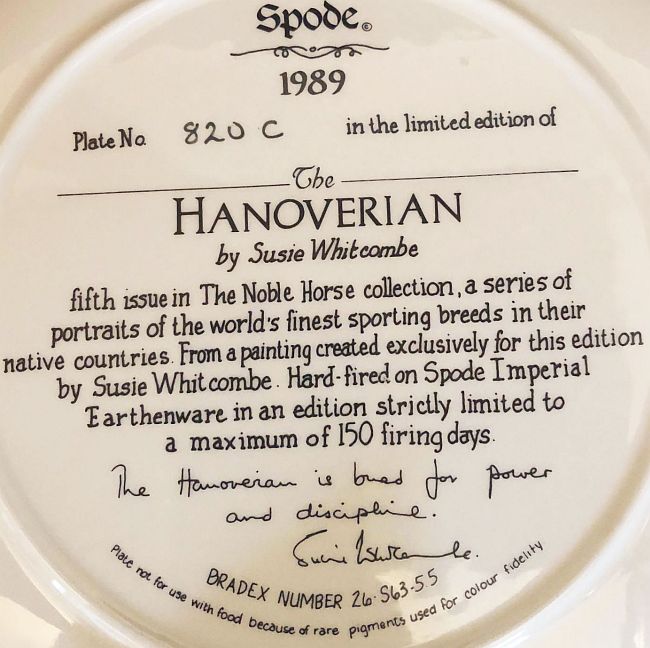 Spode ©
1989
Plate No. 820 C in the limited edition of
The
HANOVERIAN
by Susie Whitcombe
fifth issue in The Noble Horse collection, a series of
portraits of the world's finest sporting breeds in their
native countries. From a painting created exclusively for this edition
by Susie Whitcombe. Hard-fired on Spode Imperial
Earthenware in an edition strictly limited to
a maximum of 150 firing days.
The Hanoverian is bred for power
and discipline.
Susie Whitcombe.
BRADEX NUMBER 26-S63-5.5
Plate not for use with food because of rare pigments used for colour fidelity